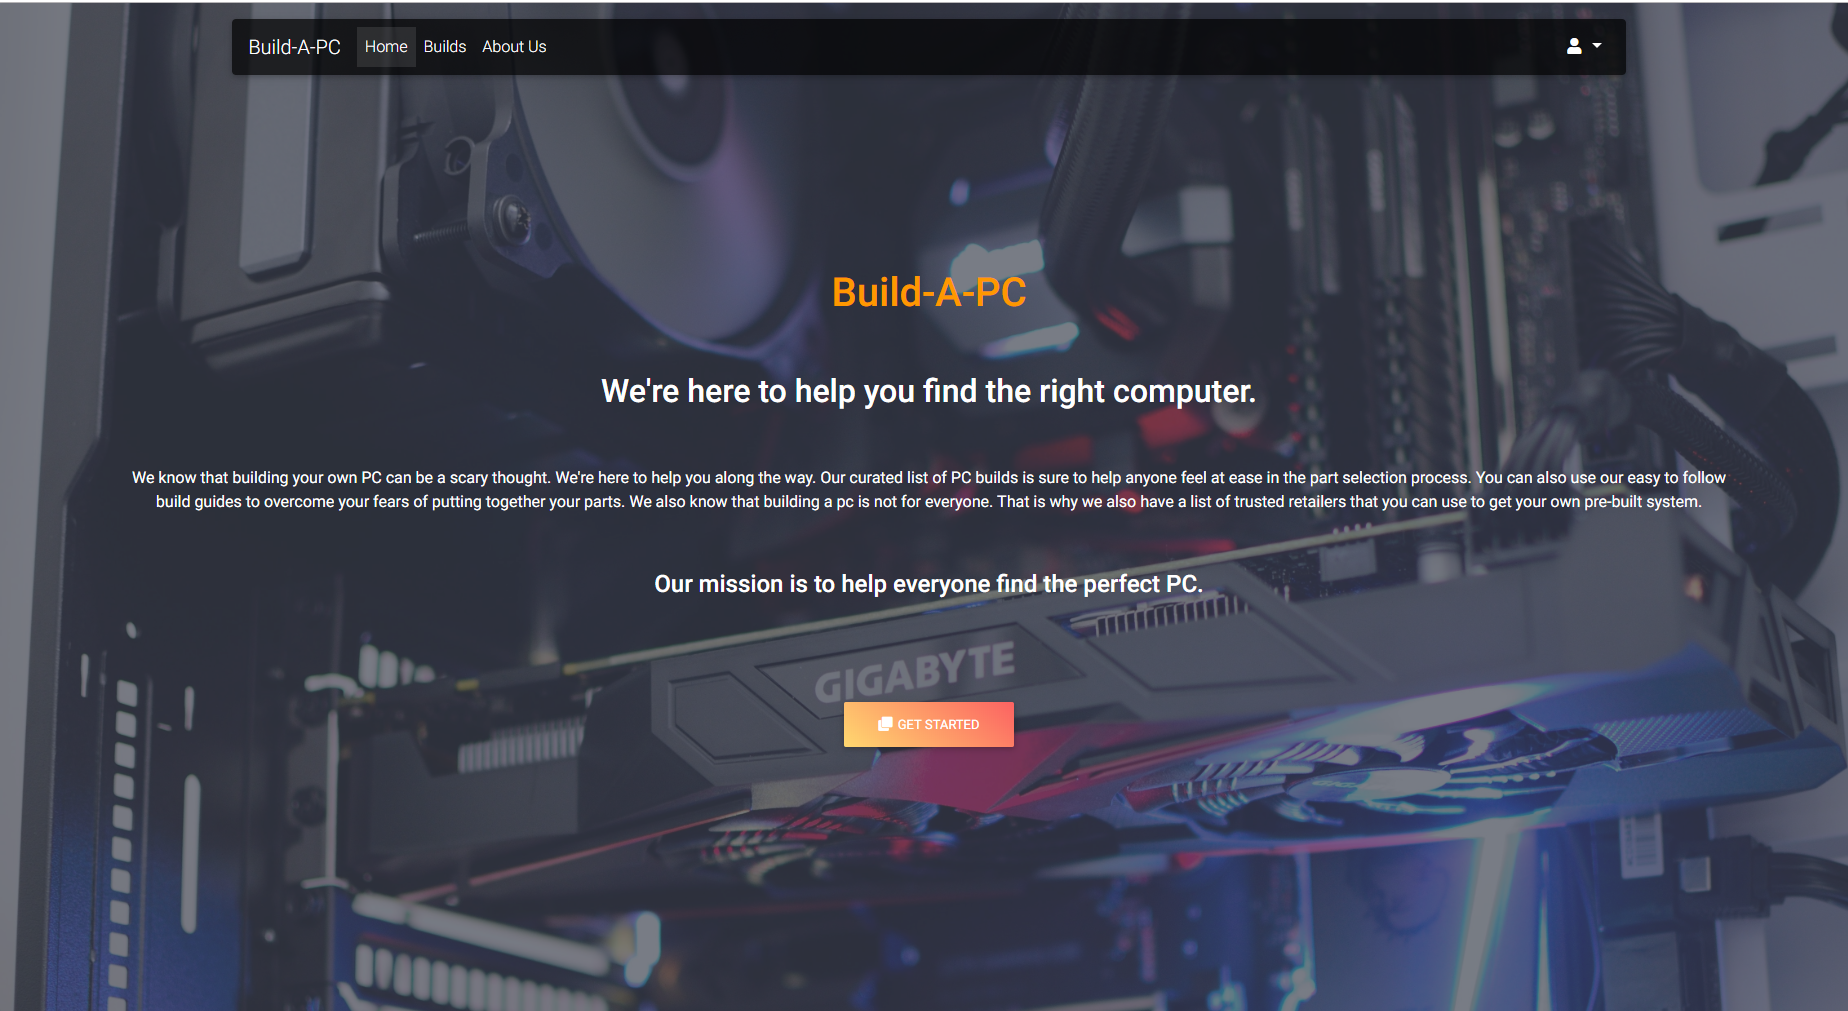 Build-A-PC Home Builds About Us
Build-A-PC
We're here to help you find the right computer.
We know that building your own PC can be a scary thought. We're here to help you along the way. Our curated list of PC builds is sure to help anyone feel at ease in the part selection process. You can also use our easy to follow
build guides to overcome your fears of putting together your parts. We also know that building a pc is not for everyone. That is why we also have a list of trusted retailers that you can use to get your own pre-built system.
Our mission is to help everyone find the perfect PC.
GIGABYTE
GET STARTED